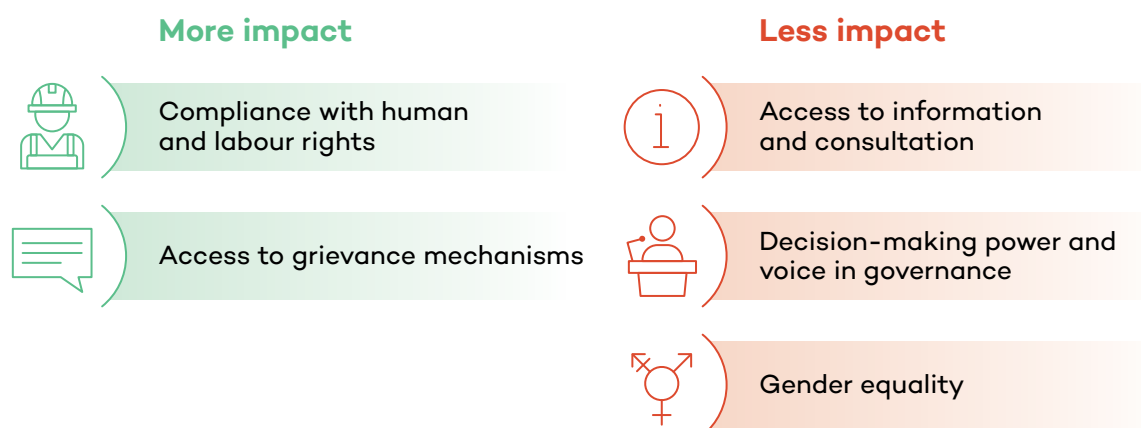 More impact
Compliance with human
and labour rights
Access to grievance mechanisms
Less impact
Access to information
and consultation
Decision-making power and
voice in governance
Gender equality